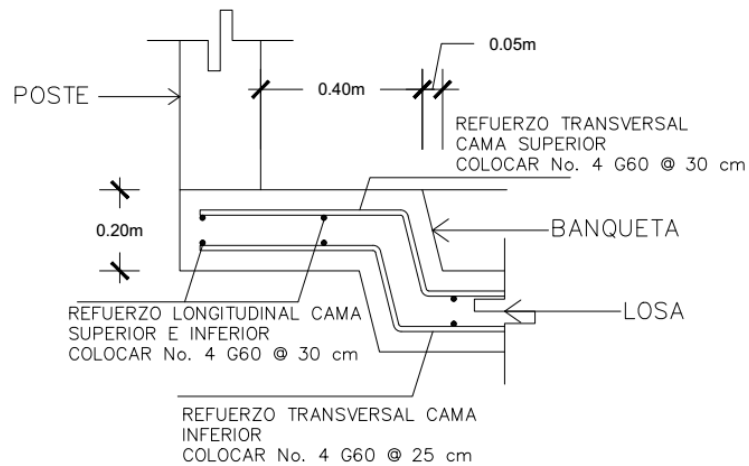 0.05m
0.40m
POSTE
REFUERZO TRANSVERSAL
CAMA SUPERIOR
COLOCAR No. 4 G60 @ 30 cm
0.20m
BANQUETA
LOSA
REFUERZO LONGITUDINAL CAMA
SUPERIOR E INFERIOR
COLOCAR No. 4 G60 @ 30 cm
REFUERZO TRANSVERSAL CAMA
INFERIOR
COLOCAR No. 4 G60 @ 25 cm